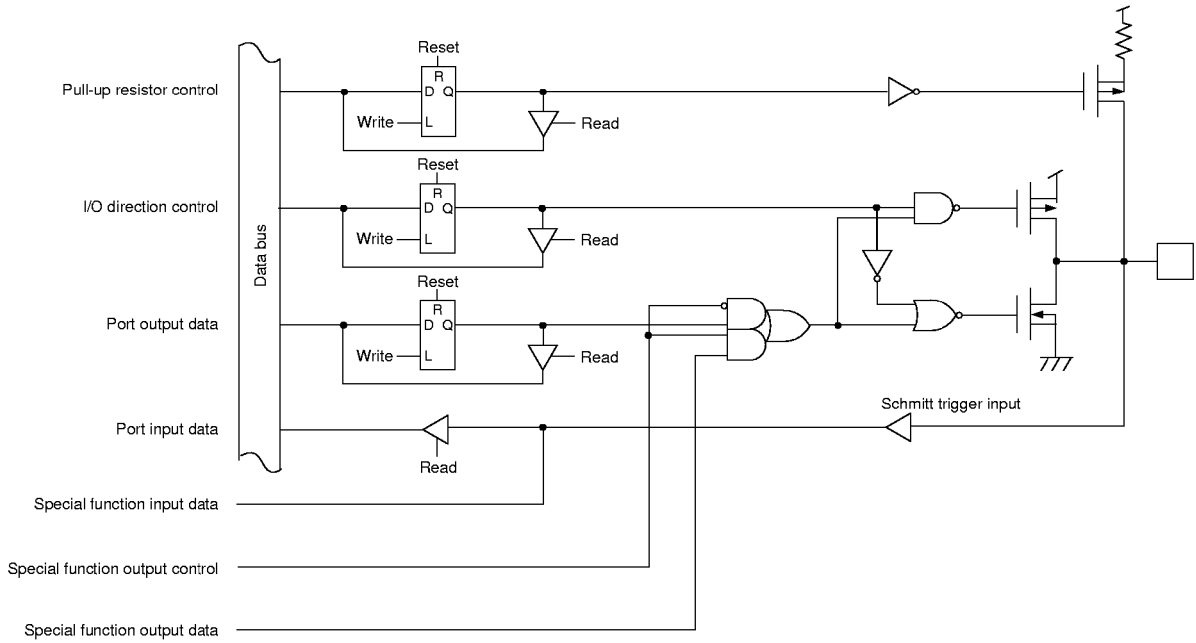 Reset
Pull-up resistor control
R
D Q
Write
L
Read
Reset
I/O direction control
R
D Q
Write
L
Read
Data bus
Reset
Port output data
R
D Q
Write
L
Read
Schmitt trigger input
Port input data
Read
Special function input data
Special function output control
Special function output data